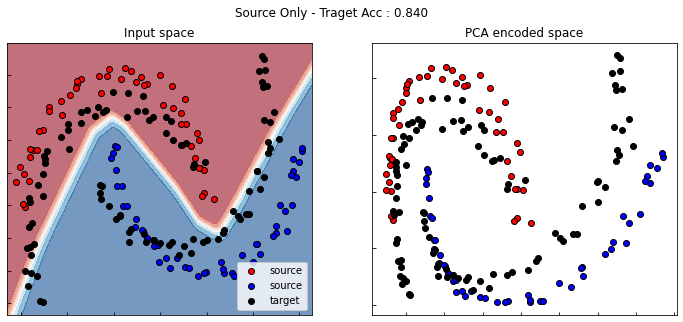 Source Only - Traget Acc : 0.840
Input space
PCA encoded space
source
source
target